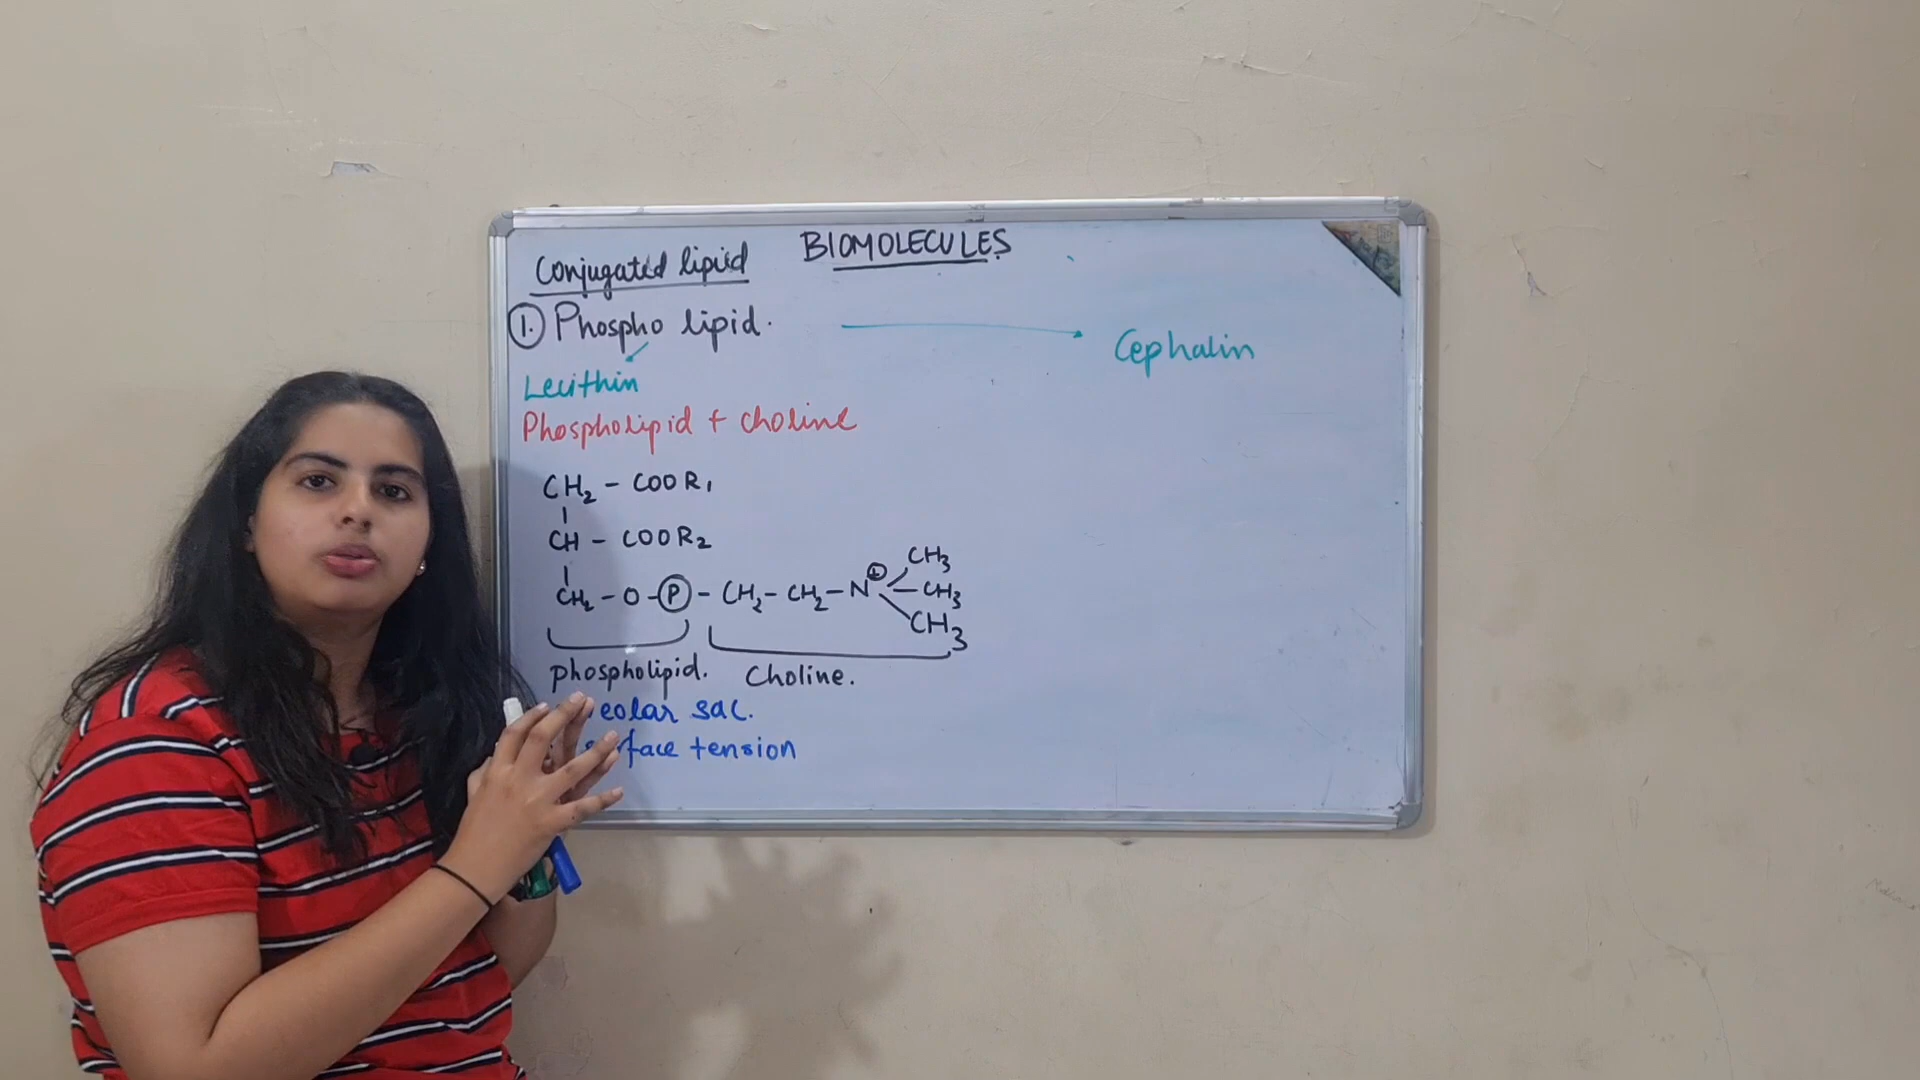 BIOMOLECULES
Conjugated lipid
1. Phospho lipid.
Cephalin
Lecithin
Phospholipid + choline
CH2 - COOR1
CH - COOR2
CH2 - O - P - CH2 - CH2 - N⊕
CH3
CH3
CH3
phospholipid. Choline.
eolar sac.
surface tension